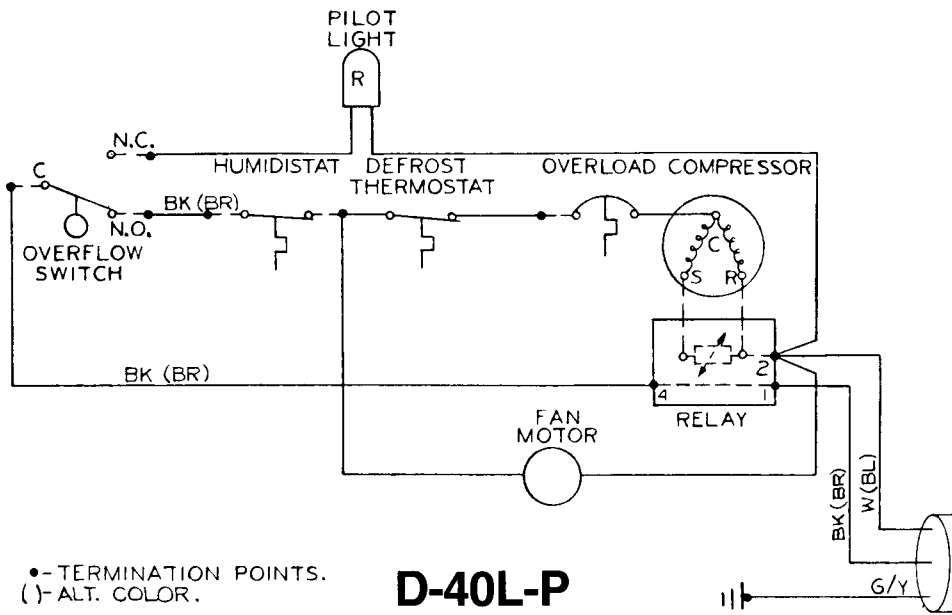 PILOT
LIGHT
R
N.C.
C
HUMIDISTAT
DEFROST
THERMOSTAT
OVERLOAD
COMPRESSOR
BK (BR)
N.O.
OVERFLOW
SWITCH
C
S
R
2
BK (BR)
4
1
RELAY
FAN
MOTOR
BK (BR)
W (BL)
G/Y
•-TERMINATION POINTS.
()-ALT. COLOR.
D-40L-P